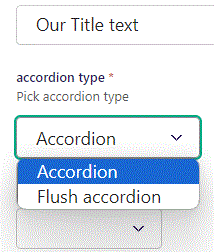 Our Title text
accordion type *
Pick accordion type
Accordion
Accordion
Flush accordion